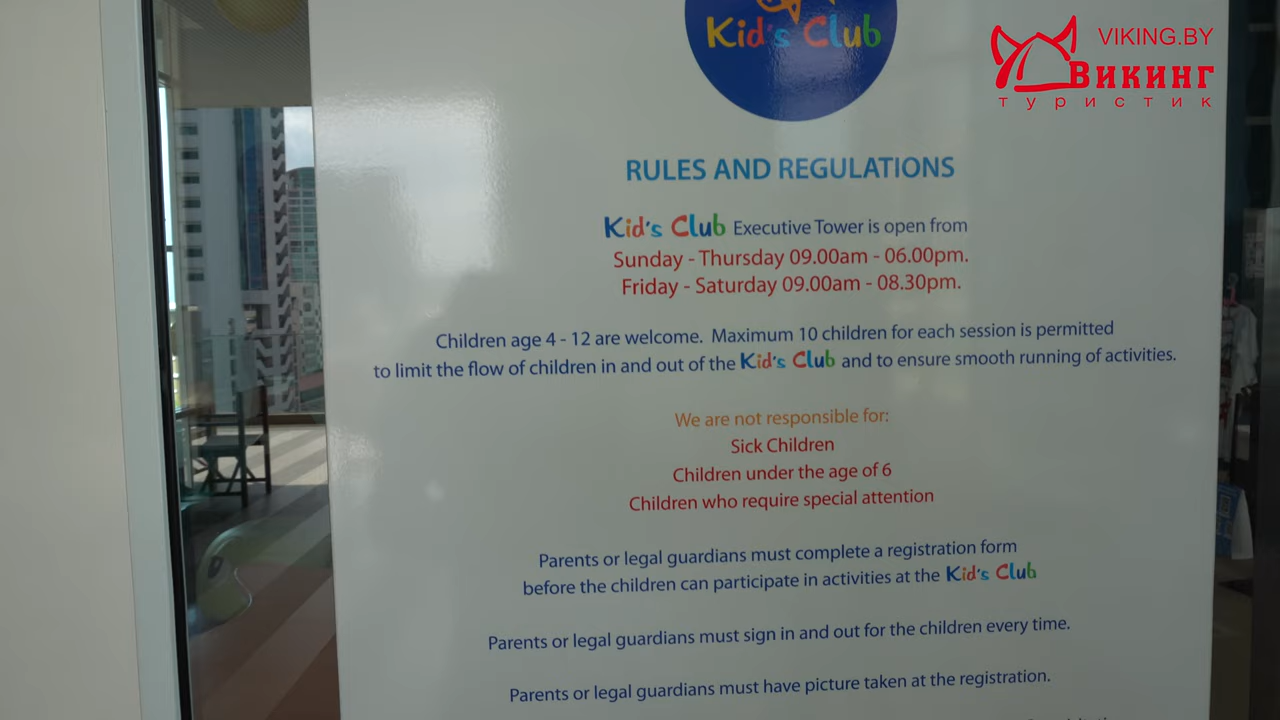 Kid's Club
VIKING.BY
Викинг
туристик
RULES AND REGULATIONS
Kid's Club Executive Tower is open from
Sunday - Thursday 09.00am - 06.00pm.
Friday - Saturday 09.00am - 08.30pm.
Children age 4 - 12 are welcome. Maximum 10 children for each session is permitted
to limit the flow of children in and out of the Kid's Club and to ensure smooth running of activities.
We are not responsible for:
Sick Children
Children under the age of 6
Children who require special attention
Parents or legal guardians must complete a registration form
before the children can participate in activities at the Kid's Club
Parents or legal guardians must sign in and out for the children every time.
Parents or legal guardians must have picture taken at the registration.